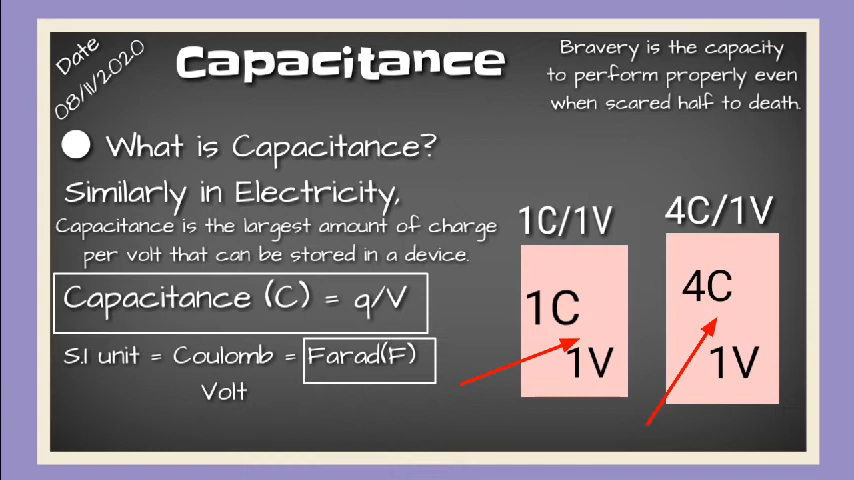 Date
08/11/2020
Capacitance
Bravery is the capacity
to perform properly even
when scared half to death.
What is Capacitance?
Similarly in Electricity,
Capacitance is the largest amount of charge
per volt that can be stored in a device.
Capacitance (C) = q/V
S.I unit = Coulomb = Farad(F)
Volt
1C/1V
1C
1V
4C/1V
4C
1V